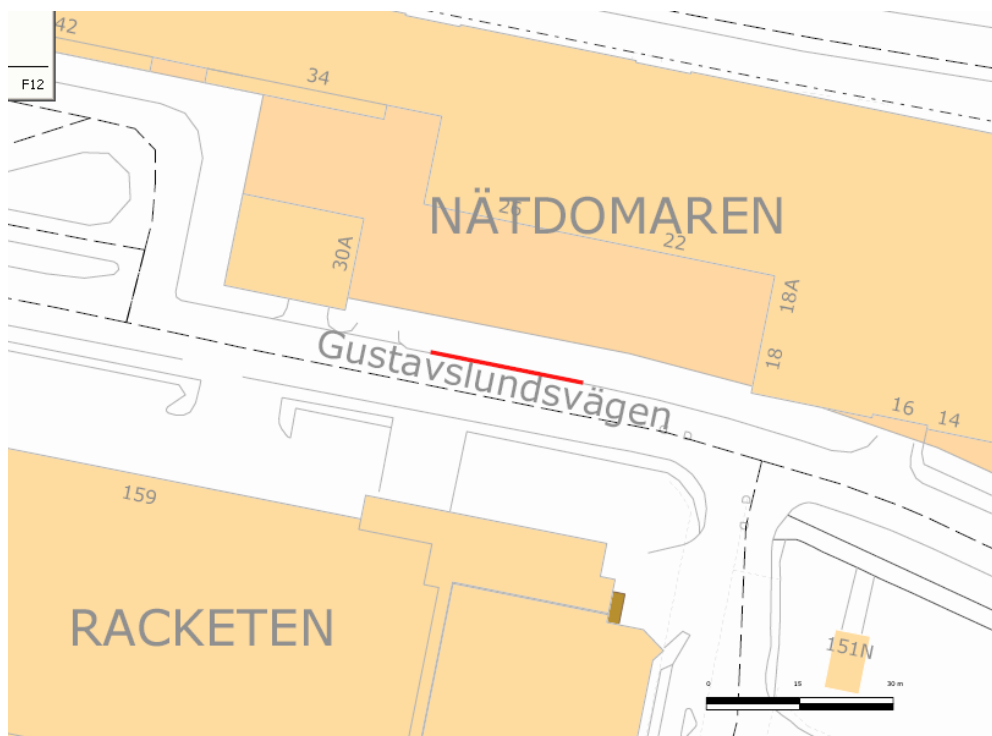 42
F12
34
NÄTDOMAREN
26
22
30A
18A
18
Gustavslundsvägen
16
14
159
RACKETEN
151N
0 15 30 m